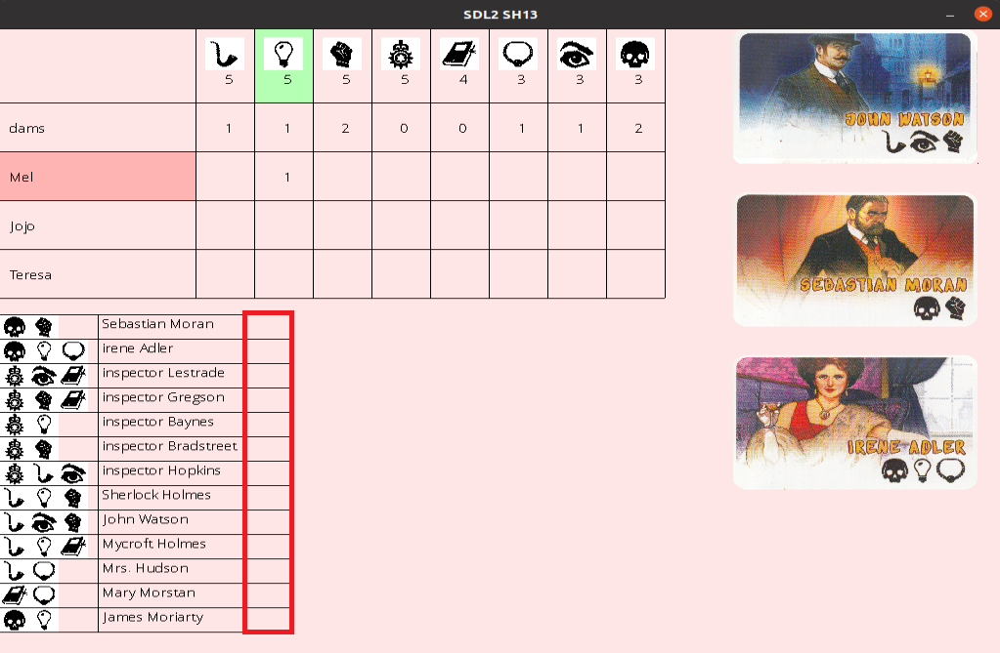 SDL2 SH13
5 5 5 5 4 3 3 3
dams 1 1 2 0 0 1 1 2
Mel 1
Jojo
Teresa
Sebastian Moran
irene Adler
inspector Lestrade
inspector Gregson
inspector Baynes
inspector Bradstreet
inspector Hopkins
Sherlock Holmes
John Watson
Mycroft Holmes
Mrs. Hudson
Mary Morstan
James Moriarty
JOHN WATSON
SEBASTIAN MORAN
IRENE ADLER